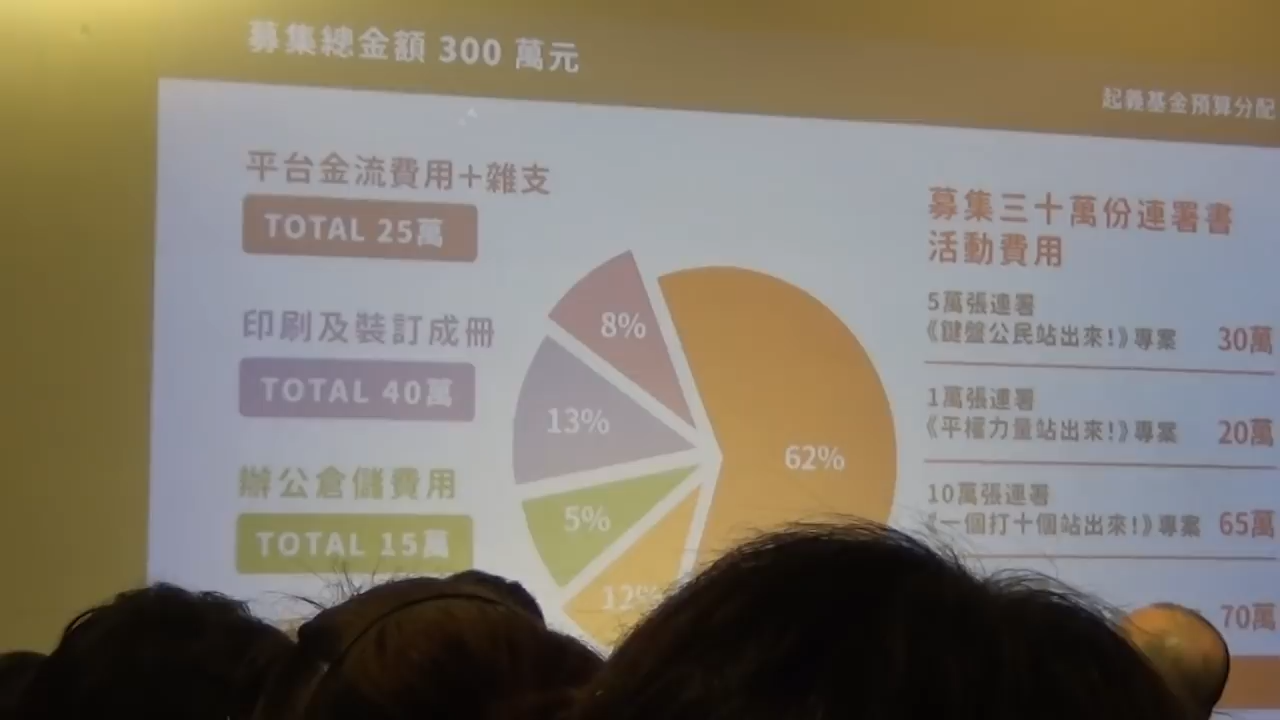 募集總金額 300 萬元
起義基金預算分配
平台金流費用+雜支
TOTAL 25萬
印刷及裝訂成冊
TOTAL 40萬
辦公倉儲費用
TOTAL 15萬
8%
13%
5%
12%
62%
募集三十萬份連署書
活動費用
5萬張連署
《鍵盤公民站出來!》專案 30萬
1萬張連署
《平權力量站出來!》專案 20萬
10萬張連署
《一個打十個站出來!》專案 65萬
70萬